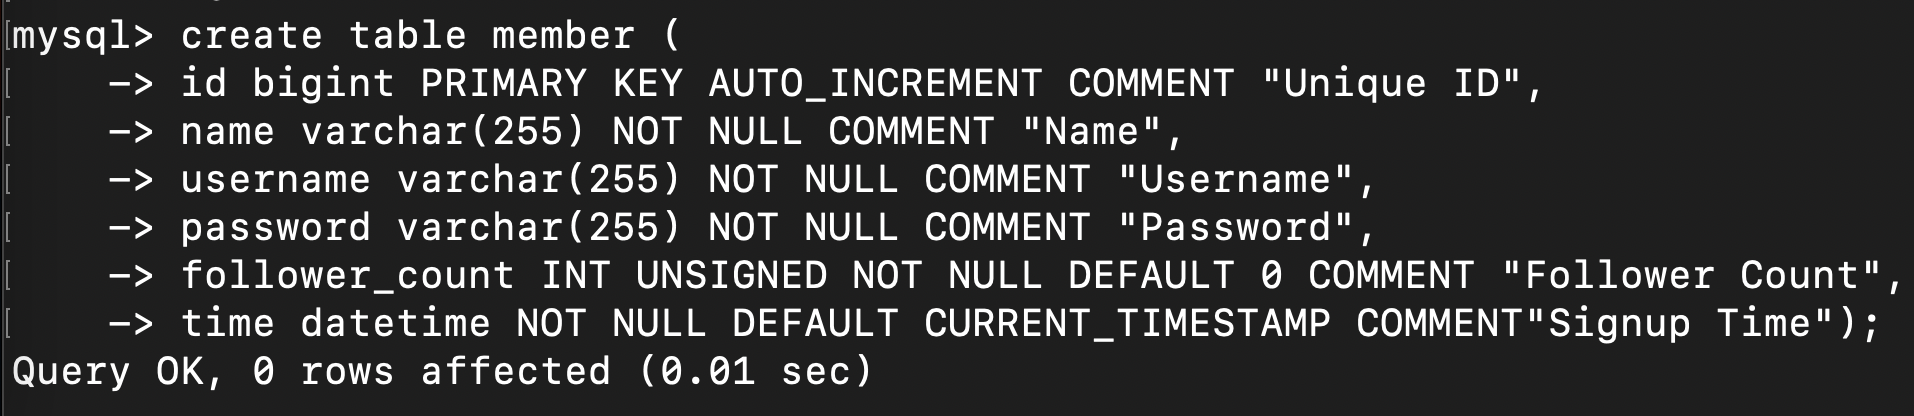 mysql> create table member (
    -> id bigint PRIMARY KEY AUTO_INCREMENT COMMENT "Unique ID",
    -> name varchar(255) NOT NULL COMMENT "Name",
    -> username varchar(255) NOT NULL COMMENT "Username",
    -> password varchar(255) NOT NULL COMMENT "Password",
    -> follower_count INT UNSIGNED NOT NULL DEFAULT 0 COMMENT "Follower Count",
    -> time datetime NOT NULL DEFAULT CURRENT_TIMESTAMP COMMENT"Signup Time");
Query OK, 0 rows affected (0.01 sec)